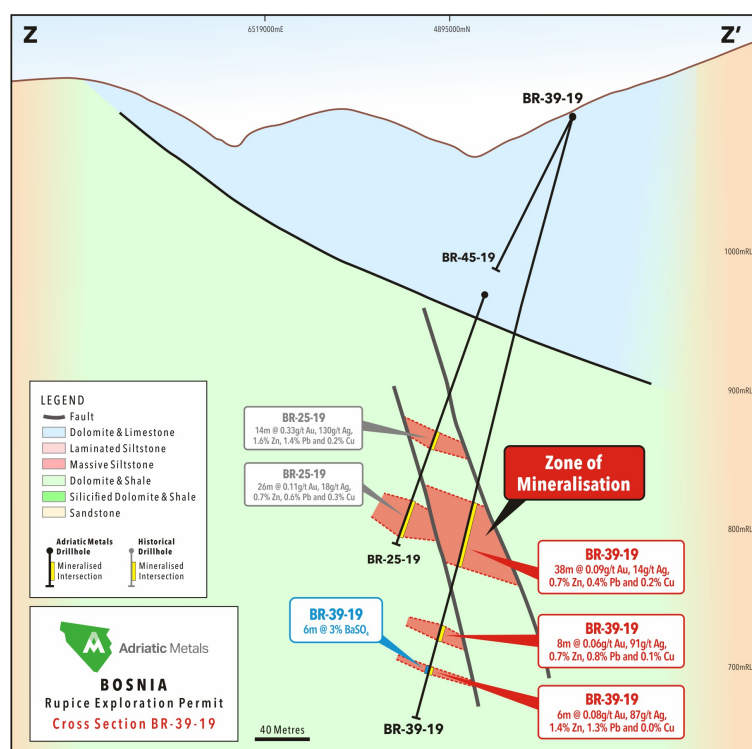 Z
6519000mE
4895000mN
Z'
BR-39-19
BR-45-19
1000mRL
900mRL
800mRL
700mRL
LEGEND
Fault
Dolomite & Limestone
Laminated Siltstone
Massive Siltstone
Dolomite & Shale
Silicified Dolomite & Shale
Sandstone
Adriatic Metals
Drillhole
Mineralised
Intersection
Historical
Drillhole
Mineralised
Intersection
BR-25-19
14m @ 0.33g/t Au, 130g/t Ag,
1.6% Zn, 1.4% Pb and 0.2% Cu
BR-25-19
26m @ 0.11g/t Au, 18g/t Ag,
0.7% Zn, 0.6% Pb and 0.3% Cu
Zone of
Mineralisation
BR-25-19
BR-39-19
38m @ 0.09g/t Au, 14g/t Ag,
0.7% Zn, 0.4% Pb and 0.2% Cu
BR-39-19
6m @ 3% BaSO₄
BR-39-19
8m @ 0.06g/t Au, 91g/t Ag,
0.7% Zn, 0.8% Pb and 0.1% Cu
BR-39-19
6m @ 0.08g/t Au, 87g/t Ag,
1.4% Zn, 1.3% Pb and 0.0% Cu
BR-39-19
Adriatic Metals
BOSNIA
Rupice Exploration Permit
Cross Section BR-39-19
40 Metres